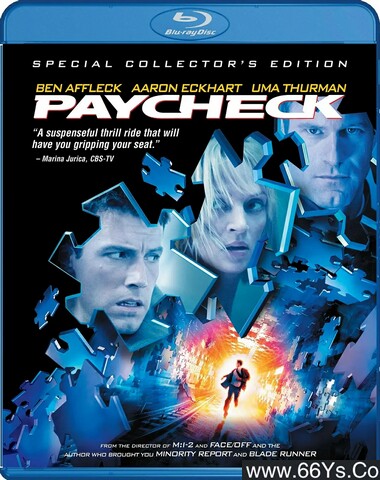 Blu-ray Disc
SPECIAL COLLECTOR'S EDITION
BEN AFFLECK AARON ECKHART UMA THURMAN
PAYCHECK
"A suspenseful thrill ride that will
have you gripping your seat."
– Marina Jurica, CBS-TV
FROM THE DIRECTOR OF M:I-2 AND FACE/OFF AND THE
AUTHOR WHO BROUGHT YOU MINORITY REPORT AND BLADE RUNNER
www.66Ys.Co